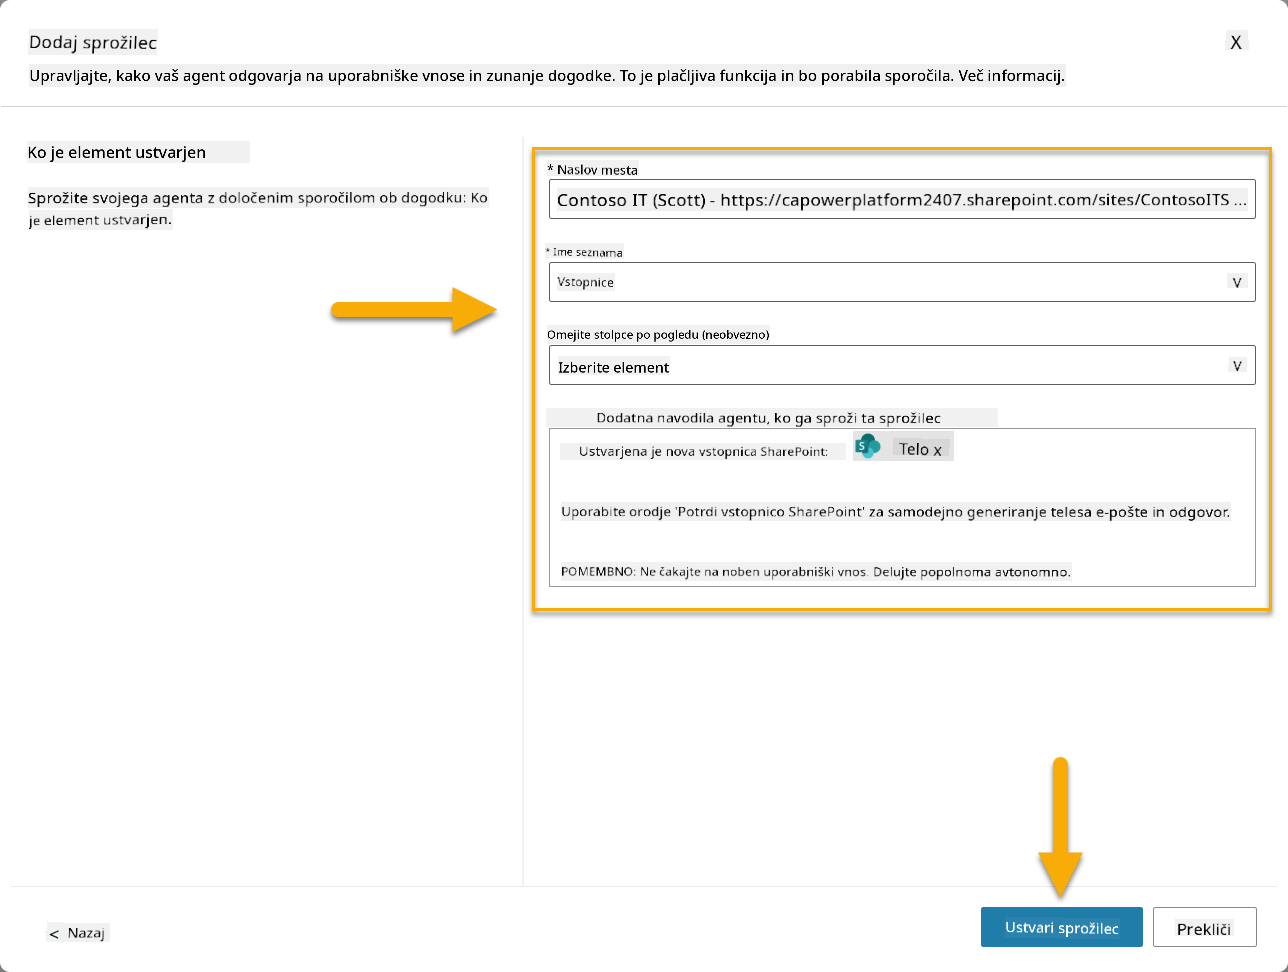 Dodaj sprožilec
X
Upravljajte, kako vaš agent odgovarja na uporabniške vnose in zunanje dogodke. To je plačljiva funkcija in bo porabila sporočila. Več informacij.
Ko je element ustvarjen
Sprožite svojega agenta z določenim sporočilom ob dogodku: Ko
je element ustvarjen.
* Naslov mesta
Contoso IT (Scott) - https://capowerplatform2407.sharepoint.com/sites/ContosoITS ...
* Ime seznama
Vstopnice
V
Omejite stolpce po pogledu (neobvezno)
Izberite element
V
Dodatna navodila agentu, ko ga sproži ta sprožilec
Ustvarjena je nova vstopnica SharePoint: S Telo x
Uporabite orodje 'Potrdi vstopnico SharePoint' za samodejno generiranje telesa e-pošte in odgovor.
POMEMBNO: Ne čakajte na noben uporabniški vnos. Delujte popolnoma avtonomno.
< Nazaj
Ustvari sprožilec
Prekliči